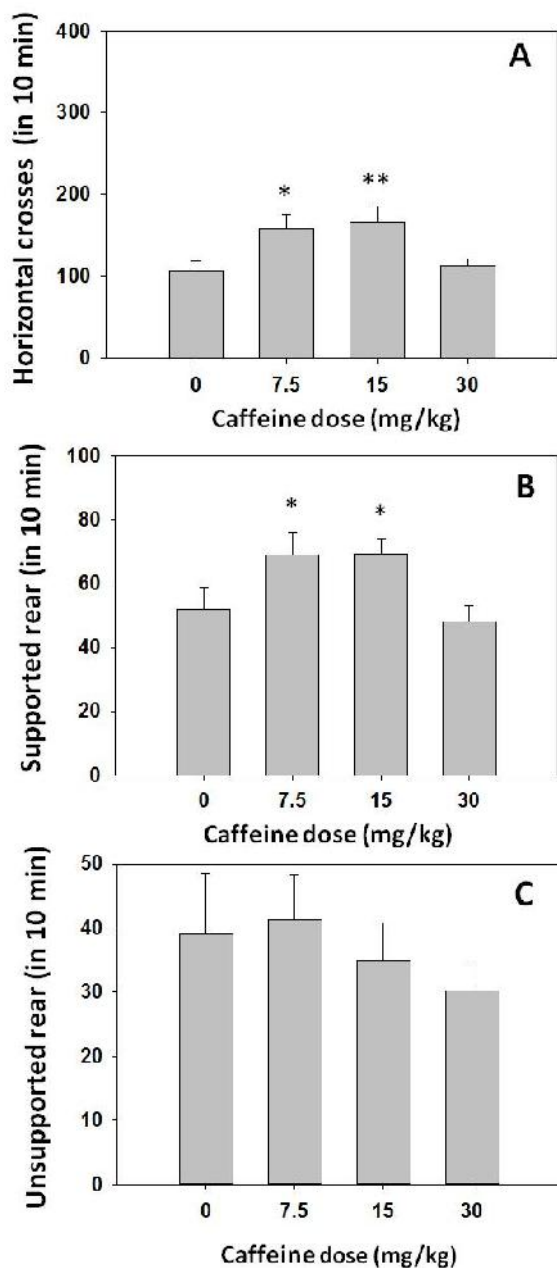 A
Horizontal crosses (in 10 min)
400
300
200
100
0
*
**
0 7.5 15 30
Caffeine dose (mg/kg)
B
Supported rear (in 10 min)
100
80
60
40
20
0
*
*
0 7.5 15 30
Caffeine dose (mg/kg)
C
Unsupported rear (in 10 min)
50
40
30
20
10
0
0 7.5 15 30
Caffeine dose (mg/kg)